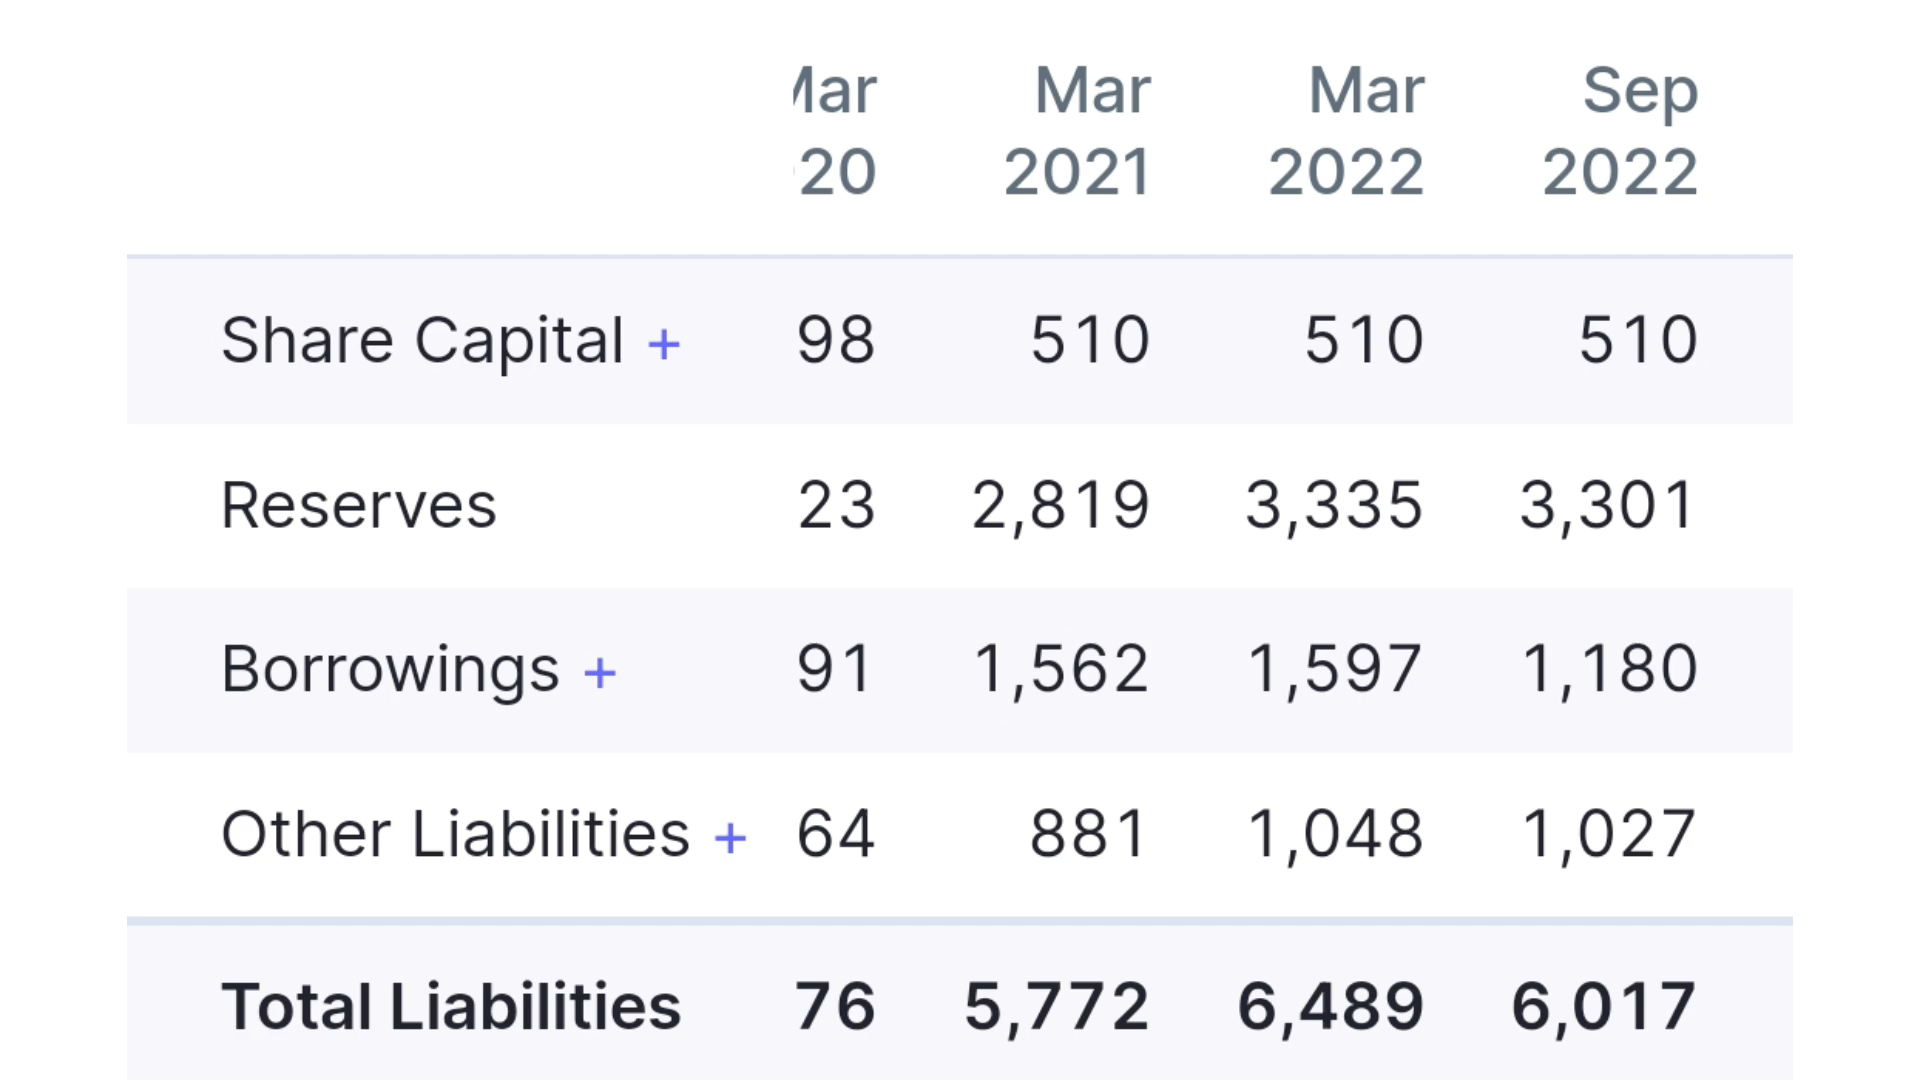 Mar Mar Mar Sep
20 2021 2022 2022
Share Capital + 98 510 510 510
Reserves 23 2,819 3,335 3,301
Borrowings + 91 1,562 1,597 1,180
Other Liabilities + 64 881 1,048 1,027
Total Liabilities 76 5,772 6,489 6,017